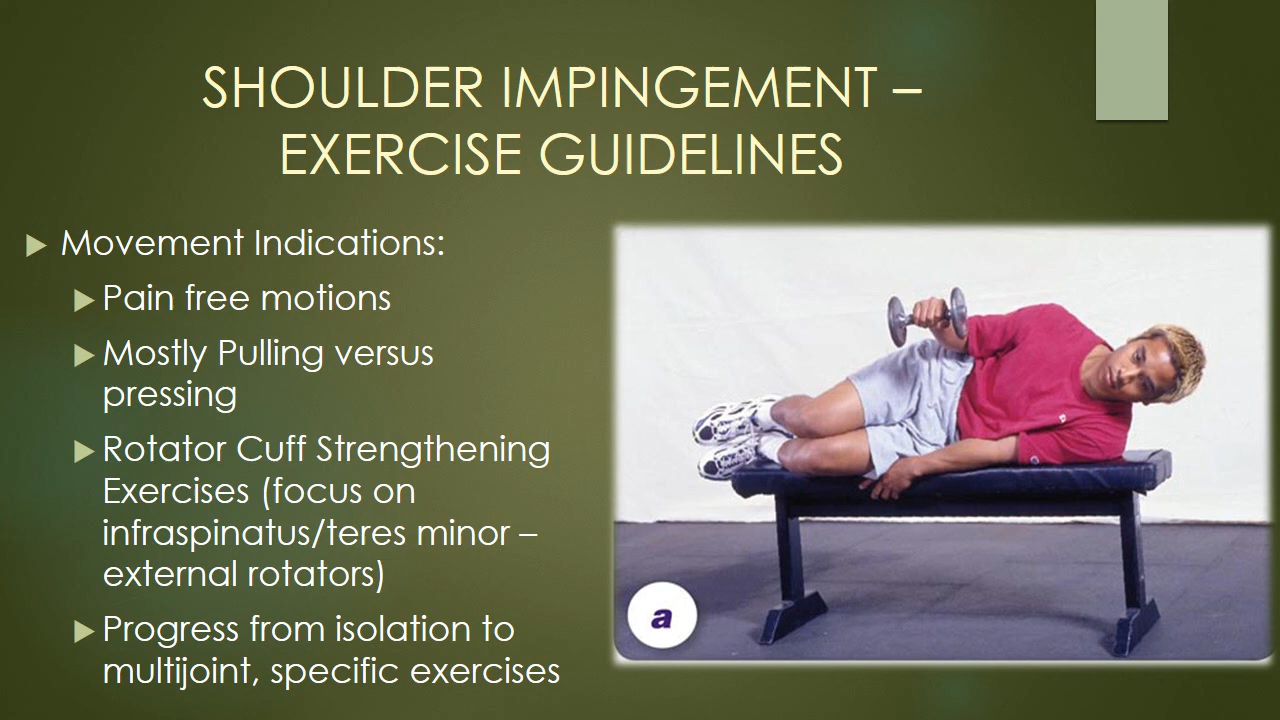 SHOULDER IMPINGEMENT –
EXERCISE GUIDELINES
Movement Indications:
Pain free motions
Mostly Pulling versus
pressing
Rotator Cuff Strengthening
Exercises (focus on
infraspinatus/teres minor –
external rotators)
Progress from isolation to
multijoint, specific exercises
a